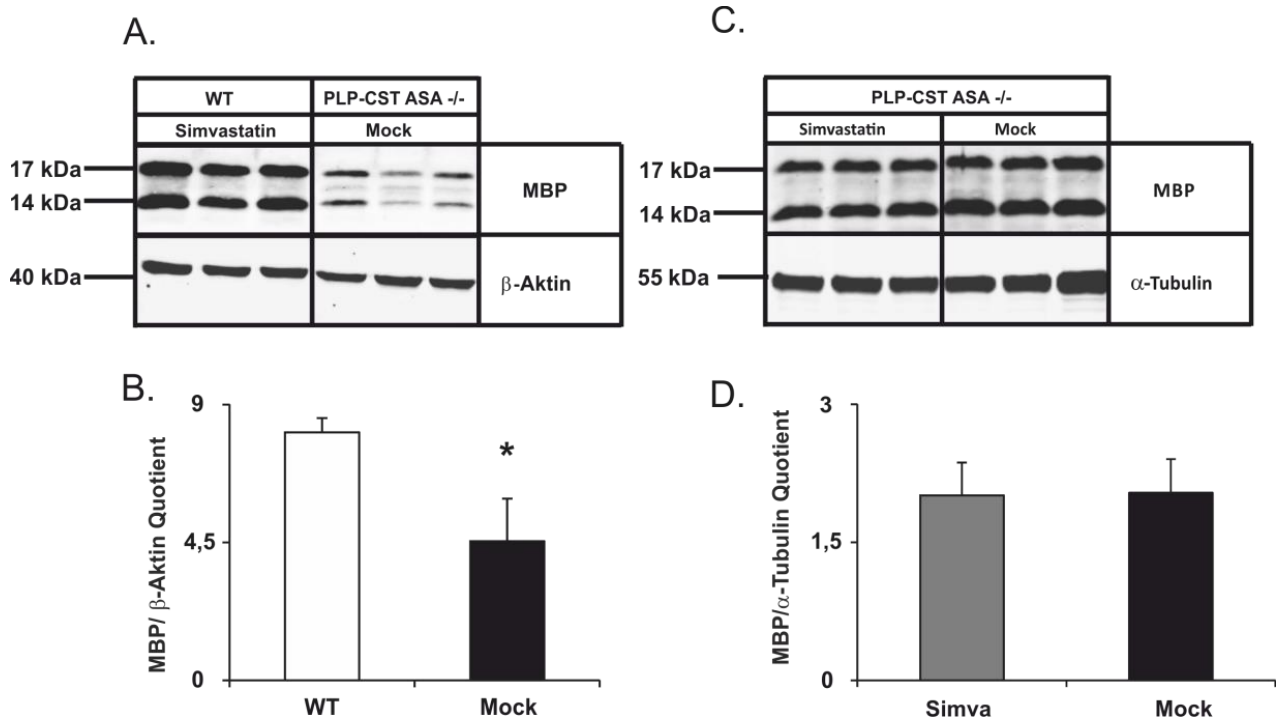 A.
WT
PLP-CST ASA -/-
Simvastatin
Mock
17 kDa
14 kDa
MBP
40 kDa
β-Aktin
B.
MBP/ β-Aktin Quotient
9
4,5
0
WT
*
Mock
C.
PLP-CST ASA -/-
Simvastatin
Mock
17 kDa
14 kDa
MBP
55 kDa
α-Tubulin
D.
MBP/α-Tubulin Quotient
3
1,5
0
Simva
Mock